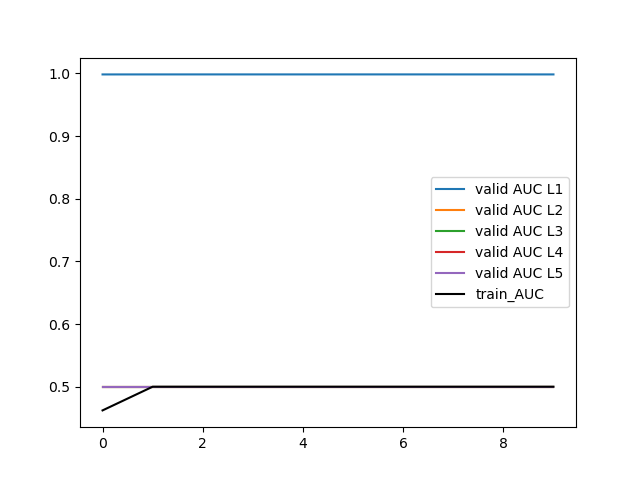 1.0
0.9
0.8
0.7
0.6
0.5
valid AUC L1
valid AUC L2
valid AUC L3
valid AUC L4
valid AUC L5
train_AUC
0 2 4 6 8